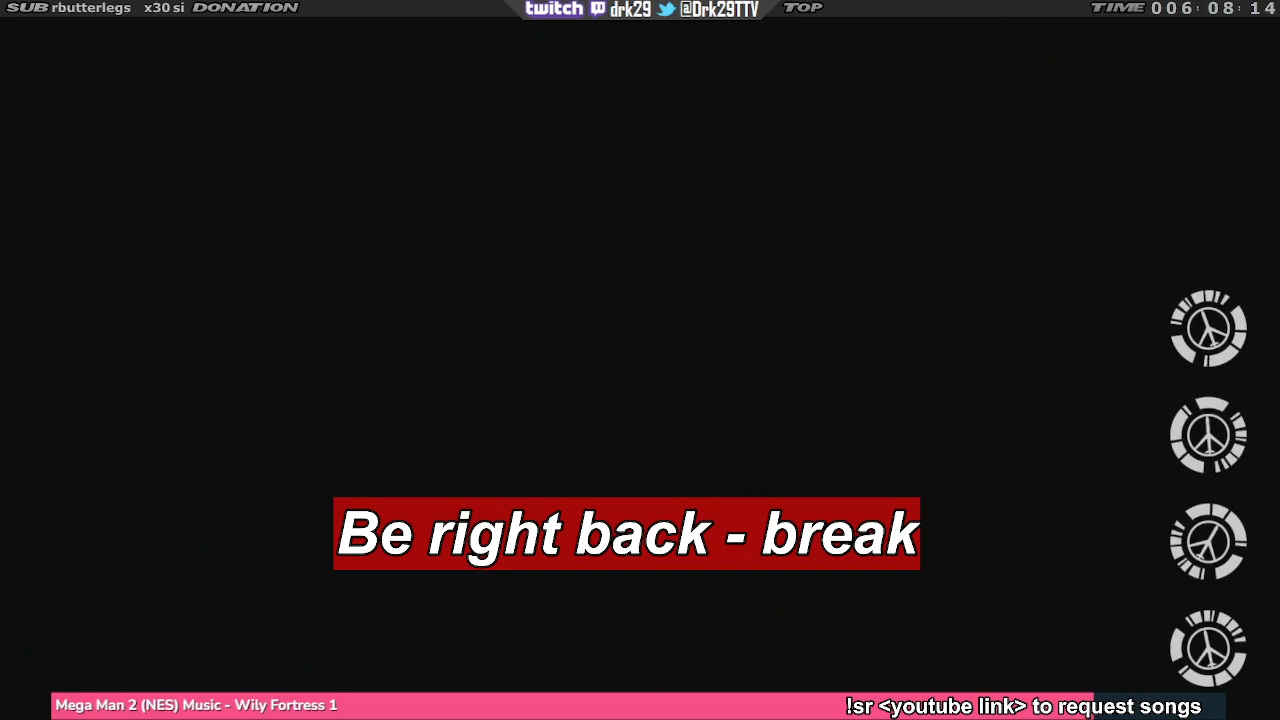 SUB rbutterlegs x30 si DONATION twitch drk29 @Drk29TTV TOP TIME 006:08:14
Be right back - break
Mega Man 2 (NES) Music - Wily Fortress 1 !sr <youtube link> to request songs